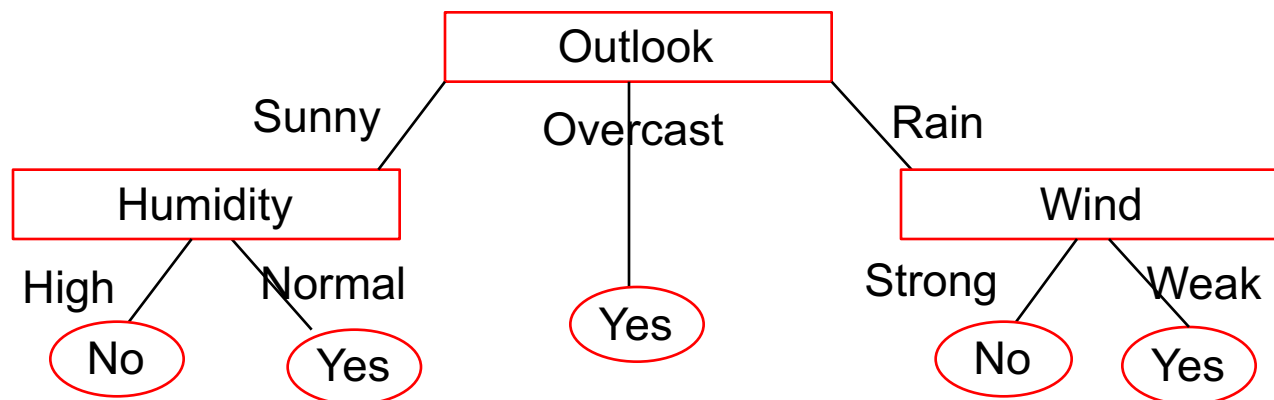 Outlook
Sunny
Overcast
Rain
Humidity
Wind
High
Normal
Strong
Weak
No
Yes
Yes
No
Yes